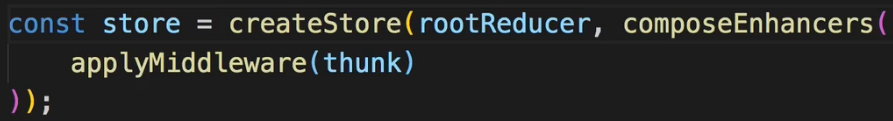 const store = createStore(rootReducer, composeEnhancers(
    applyMiddleware(thunk)
));